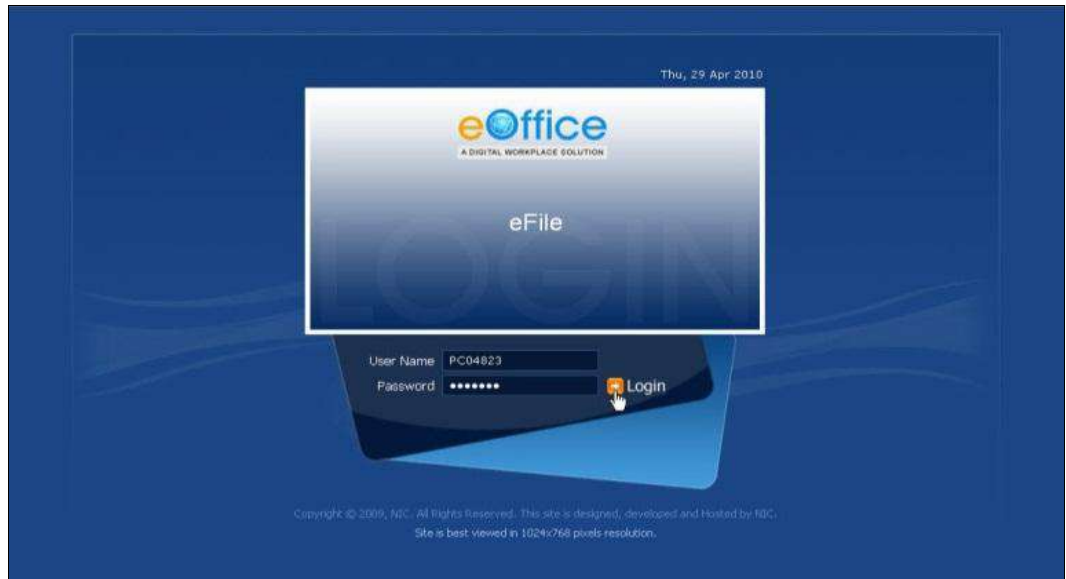 Thu, 29 Apr 2010
eOffice
A DIGITAL WORKPLACE SOLUTION
eFile
LOGIN
User Name PC04823
Password •••••••
Login
Copyright © 2009, NIC. All Rights Reserved. This site is designed, developed and Hosted by NIC.
Site is best viewed in 1024x768 pixels resolution.